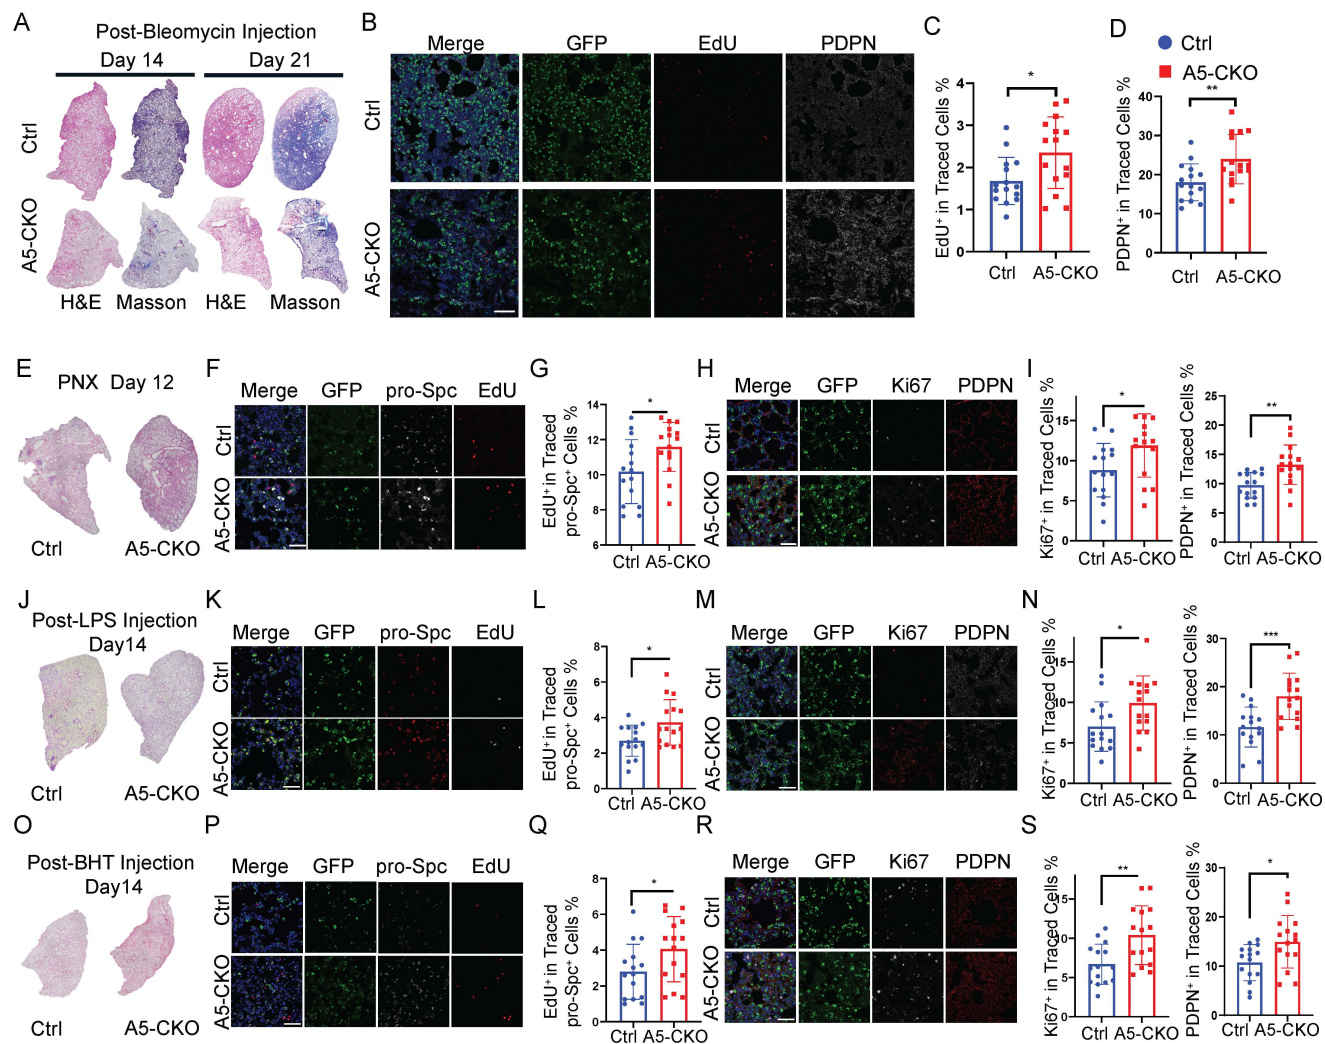 A
Post-Bleomycin Injection
Day 14
Day 21
Ctrl
A5-CKO
H&E
Masson
H&E
Masson
B
Merge
GFP
EdU
PDPN
Ctrl
A5-CKO
C
EdU⁺ in Traced Cells %
4
3
2
1
0
*
Ctrl
A5-CKO
D
Ctrl
A5-CKO
PDPN⁺ in Traced Cells %
40
30
20
10
0
**
Ctrl
A5-CKO
E
PNX Day 12
Ctrl
A5-CKO
F
Merge
GFP
pro-Spc
EdU
Ctrl
A5-CKO
G
EdU⁺ in Traced
pro-Spc⁺ Cells %
14
12
10
8
6
*
Ctrl
A5-CKO
H
Merge
GFP
Ki67
PDPN
Ctrl
A5-CKO
I
Ki67⁺ in Traced Cells %
15
10
5
0
*
Ctrl
A5-CKO
PDPN⁺ in Traced Cells %
25
20
15
10
5
0
**
Ctrl
A5-CKO
J
Post-LPS Injection
Day14
Ctrl
A5-CKO
K
Merge
GFP
pro-Spc
EdU
Ctrl
A5-CKO
L
EdU⁺ in Traced
pro-Spc⁺ Cells %
8
6
4
2
0
*
Ctrl
A5-CKO
M
Merge
GFP
Ki67
PDPN
Ctrl
A5-CKO
N
Ki67⁺ in Traced Cells %
15
10
5
0
*
Ctrl
A5-CKO
PDPN⁺ in Traced Cells %
30
20
10
0
***
Ctrl
A5-CKO
O
Post-BHT Injection
Day14
Ctrl
A5-CKO
P
Merge
GFP
pro-Spc
EdU
Ctrl
A5-CKO
Q
EdU⁺ in Traced
pro-Spc⁺ Cells %
8
6
4
2
0
*
Ctrl
A5-CKO
R
Merge
GFP
Ki67
PDPN
Ctrl
A5-CKO
S
Ki67⁺ in Traced Cells %
15
10
5
0
**
Ctrl
A5-CKO
PDPN⁺ in Traced Cells %
30
20
10
0
*
Ctrl
A5-CKO